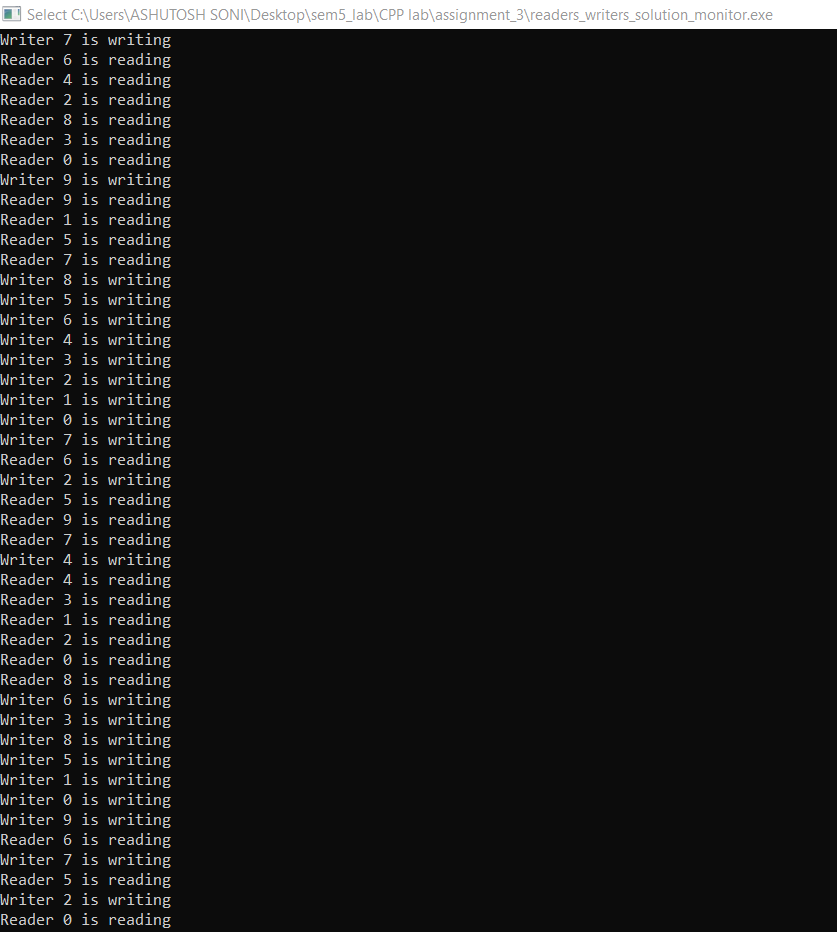 Select C:\Users\ASHUTOSH SONI\Desktop\sem5_lab\CPP lab\assignment_3\readers_writers_solution_monitor.exe
Writer 7 is writing
Reader 6 is reading
Reader 4 is reading
Reader 2 is reading
Reader 8 is reading
Reader 3 is reading
Reader 0 is reading
Writer 9 is writing
Reader 9 is reading
Reader 1 is reading
Reader 5 is reading
Reader 7 is reading
Writer 8 is writing
Writer 5 is writing
Writer 6 is writing
Writer 4 is writing
Writer 3 is writing
Writer 2 is writing
Writer 1 is writing
Writer 0 is writing
Writer 7 is writing
Reader 6 is reading
Writer 2 is writing
Reader 5 is reading
Reader 9 is reading
Reader 7 is reading
Writer 4 is writing
Reader 4 is reading
Reader 3 is reading
Reader 1 is reading
Reader 2 is reading
Reader 0 is reading
Reader 8 is reading
Writer 6 is writing
Writer 3 is writing
Writer 8 is writing
Writer 5 is writing
Writer 1 is writing
Writer 0 is writing
Writer 9 is writing
Reader 6 is reading
Writer 7 is writing
Reader 5 is reading
Writer 2 is writing
Reader 0 is reading